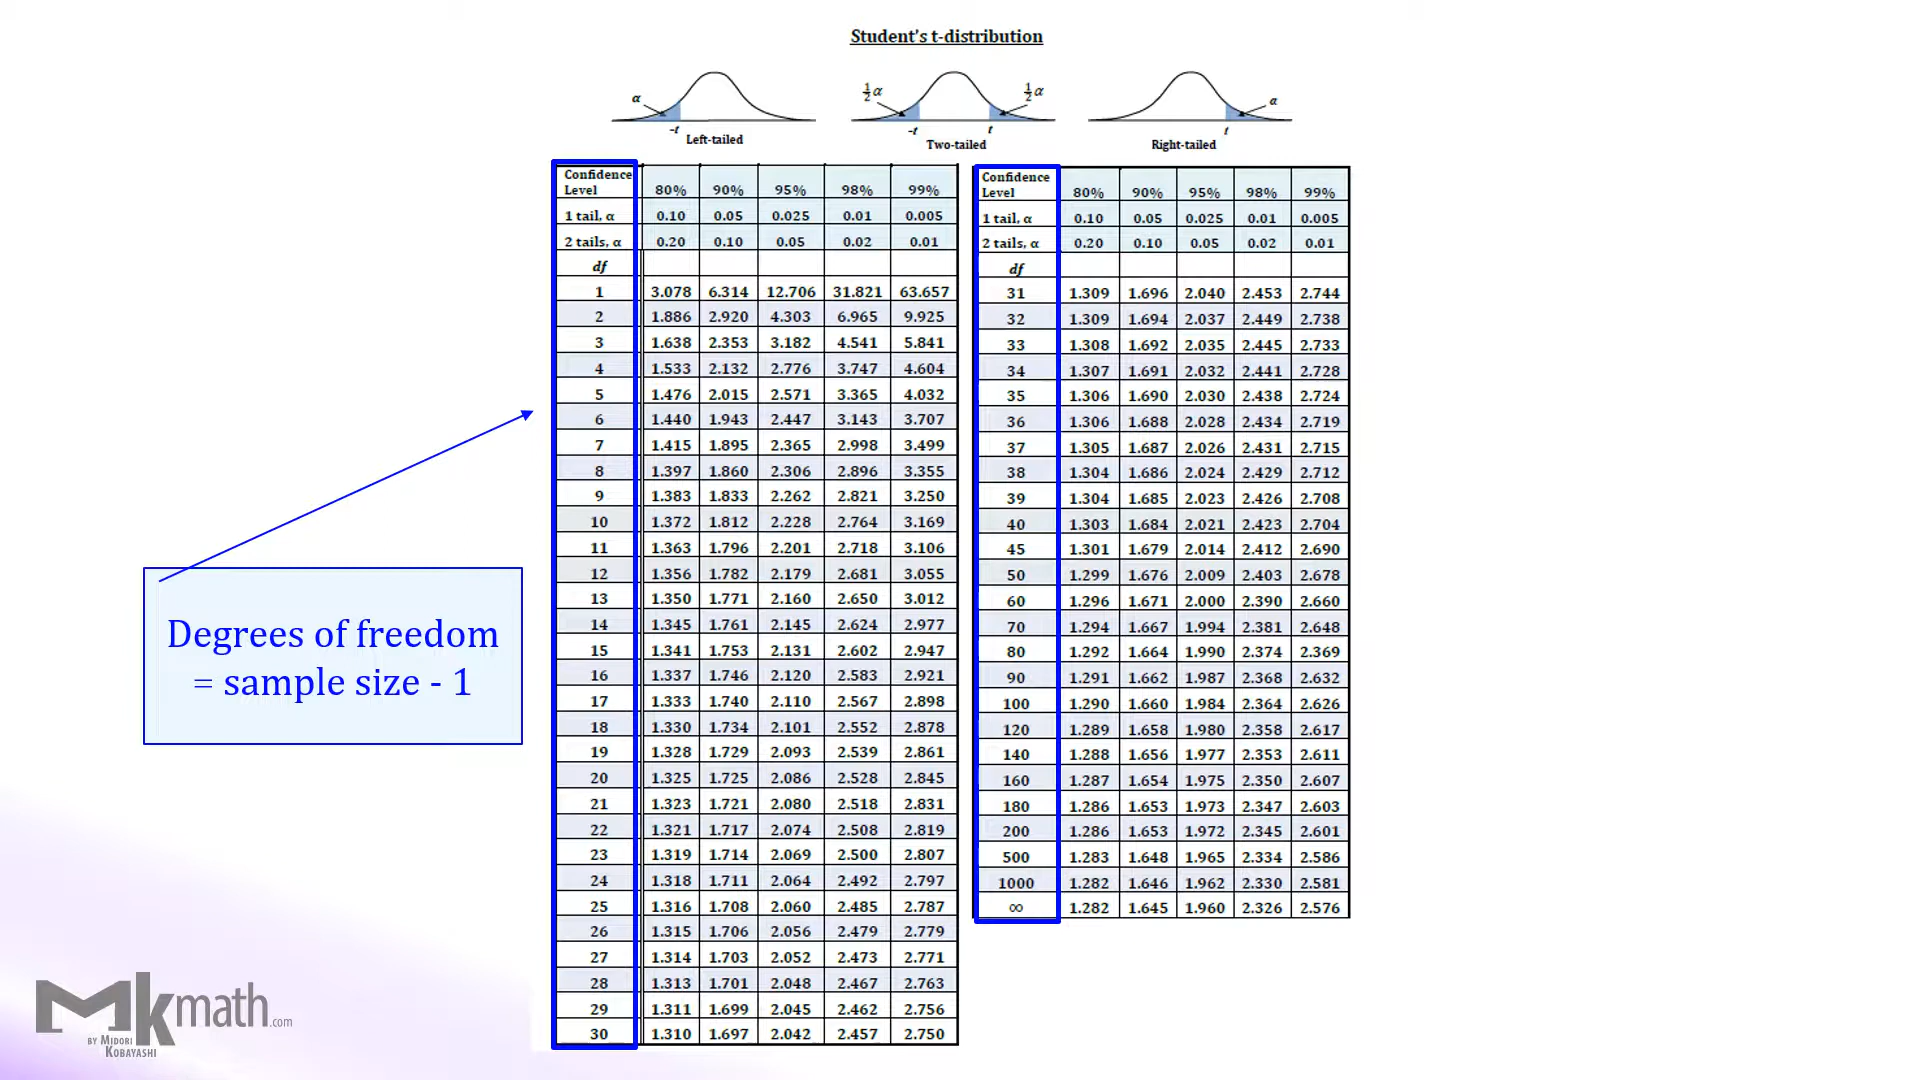 Student's t-distribution
α
-t
Left-tailed
½α
½α
-t
t
Two-tailed
α
t
Right-tailed
Confidence Level 80% 90% 95% 98% 99%
1 tail, α 0.10 0.05 0.025 0.01 0.005
2 tails, α 0.20 0.10 0.05 0.02 0.01
df
1 3.078 6.314 12.706 31.821 63.657
2 1.886 2.920 4.303 6.965 9.925
3 1.638 2.353 3.182 4.541 5.841
4 1.533 2.132 2.776 3.747 4.604
5 1.476 2.015 2.571 3.365 4.032
6 1.440 1.943 2.447 3.143 3.707
7 1.415 1.895 2.365 2.998 3.499
8 1.397 1.860 2.306 2.896 3.355
9 1.383 1.833 2.262 2.821 3.250
10 1.372 1.812 2.228 2.764 3.169
11 1.363 1.796 2.201 2.718 3.106
12 1.356 1.782 2.179 2.681 3.055
13 1.350 1.771 2.160 2.650 3.012
14 1.345 1.761 2.145 2.624 2.977
15 1.341 1.753 2.131 2.602 2.947
16 1.337 1.746 2.120 2.583 2.921
17 1.333 1.740 2.110 2.567 2.898
18 1.330 1.734 2.101 2.552 2.878
19 1.328 1.729 2.093 2.539 2.861
20 1.325 1.725 2.086 2.528 2.845
21 1.323 1.721 2.080 2.518 2.831
22 1.321 1.717 2.074 2.508 2.819
23 1.319 1.714 2.069 2.500 2.807
24 1.318 1.711 2.064 2.492 2.797
25 1.316 1.708 2.060 2.485 2.787
26 1.315 1.706 2.056 2.479 2.779
27 1.314 1.703 2.052 2.473 2.771
28 1.313 1.701 2.048 2.467 2.763
29 1.311 1.699 2.045 2.462 2.756
30 1.310 1.697 2.042 2.457 2.750
Confidence Level 80% 90% 95% 98% 99%
1 tail, α 0.10 0.05 0.025 0.01 0.005
2 tails, α 0.20 0.10 0.05 0.02 0.01
df
31 1.309 1.696 2.040 2.453 2.744
32 1.309 1.694 2.037 2.449 2.738
33 1.308 1.692 2.035 2.445 2.733
34 1.307 1.691 2.032 2.441 2.728
35 1.306 1.690 2.030 2.438 2.724
36 1.306 1.688 2.028 2.434 2.719
37 1.305 1.687 2.026 2.431 2.715
38 1.304 1.686 2.024 2.429 2.712
39 1.304 1.685 2.023 2.426 2.708
40 1.303 1.684 2.021 2.423 2.704
45 1.301 1.679 2.014 2.412 2.690
50 1.299 1.676 2.009 2.403 2.678
60 1.296 1.671 2.000 2.390 2.660
70 1.294 1.667 1.994 2.381 2.648
80 1.292 1.664 1.990 2.374 2.369
90 1.291 1.662 1.987 2.368 2.632
100 1.290 1.660 1.984 2.364 2.626
120 1.289 1.658 1.980 2.358 2.617
140 1.288 1.656 1.977 2.353 2.611
160 1.287 1.654 1.975 2.350 2.607
180 1.286 1.653 1.973 2.347 2.603
200 1.286 1.653 1.972 2.345 2.601
500 1.283 1.648 1.965 2.334 2.586
1000 1.282 1.646 1.962 2.330 2.581
∞ 1.282 1.645 1.960 2.326 2.576
Degrees of freedom
= sample size - 1
Mkmath.com
BY MIDORI
KOBAYASHI